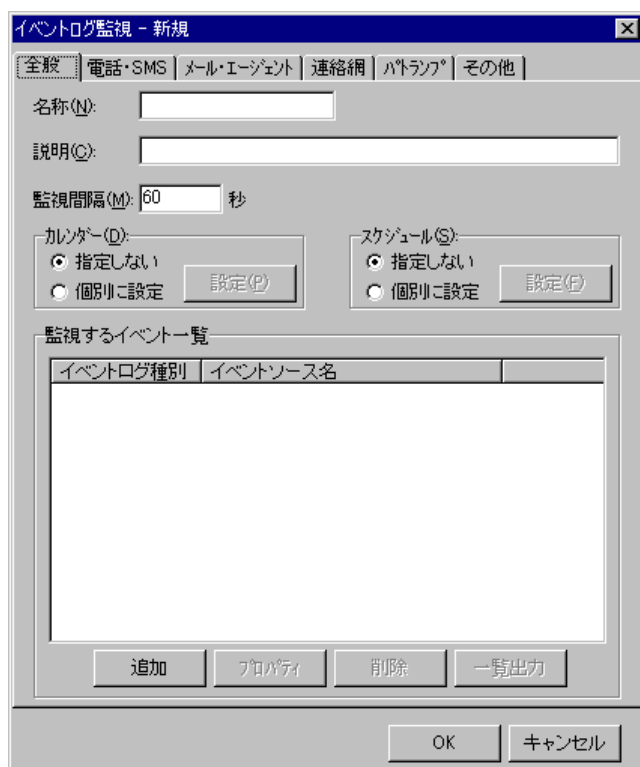 イベントログ監視 - 新規
全般 電話・SMS ﾒｰﾙ・ｴｰｼﾞｪﾝﾄ 連絡網 ﾊﾟﾄﾗﾝﾌﾟ その他
名称(N):
説明(C):
監視間隔(M): 60 秒
ｶﾚﾝﾀﾞｰ(D): ｽｹｼﾞｭｰﾙ(S):
指定しない 指定しない
個別に設定 設定(P) 個別に設定 設定(F)
監視するイベント一覧
イベントログ種別 イベントソース名
追加 ﾌﾟﾛﾊﾟﾃｨ 削除 一覧出力
OK キャンセル